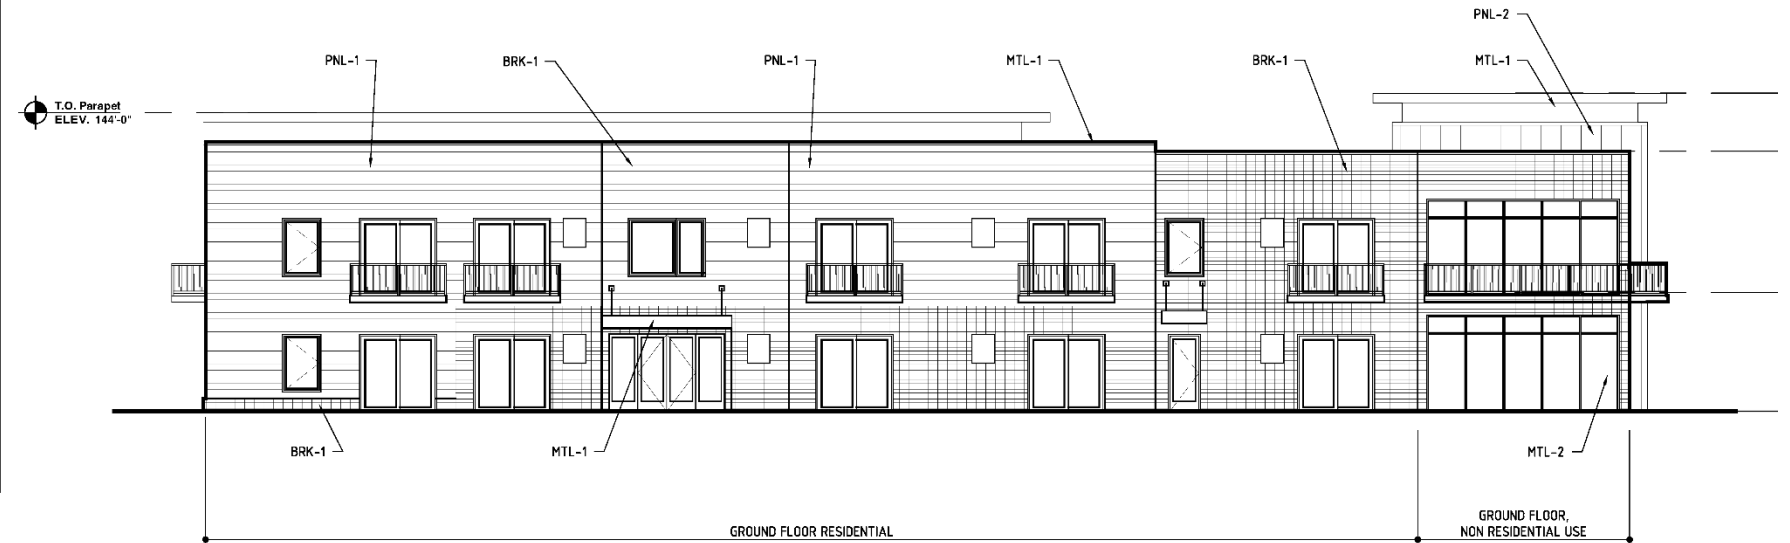 PNL-2
PNL-1
BRK-1
PNL-1
MTL-1
BRK-1
MTL-1
T.O. Parapet
ELEV. 144'-0"
BRK-1
MTL-1
MTL-2
GROUND FLOOR RESIDENTIAL
GROUND FLOOR,
NON RESIDENTIAL USE